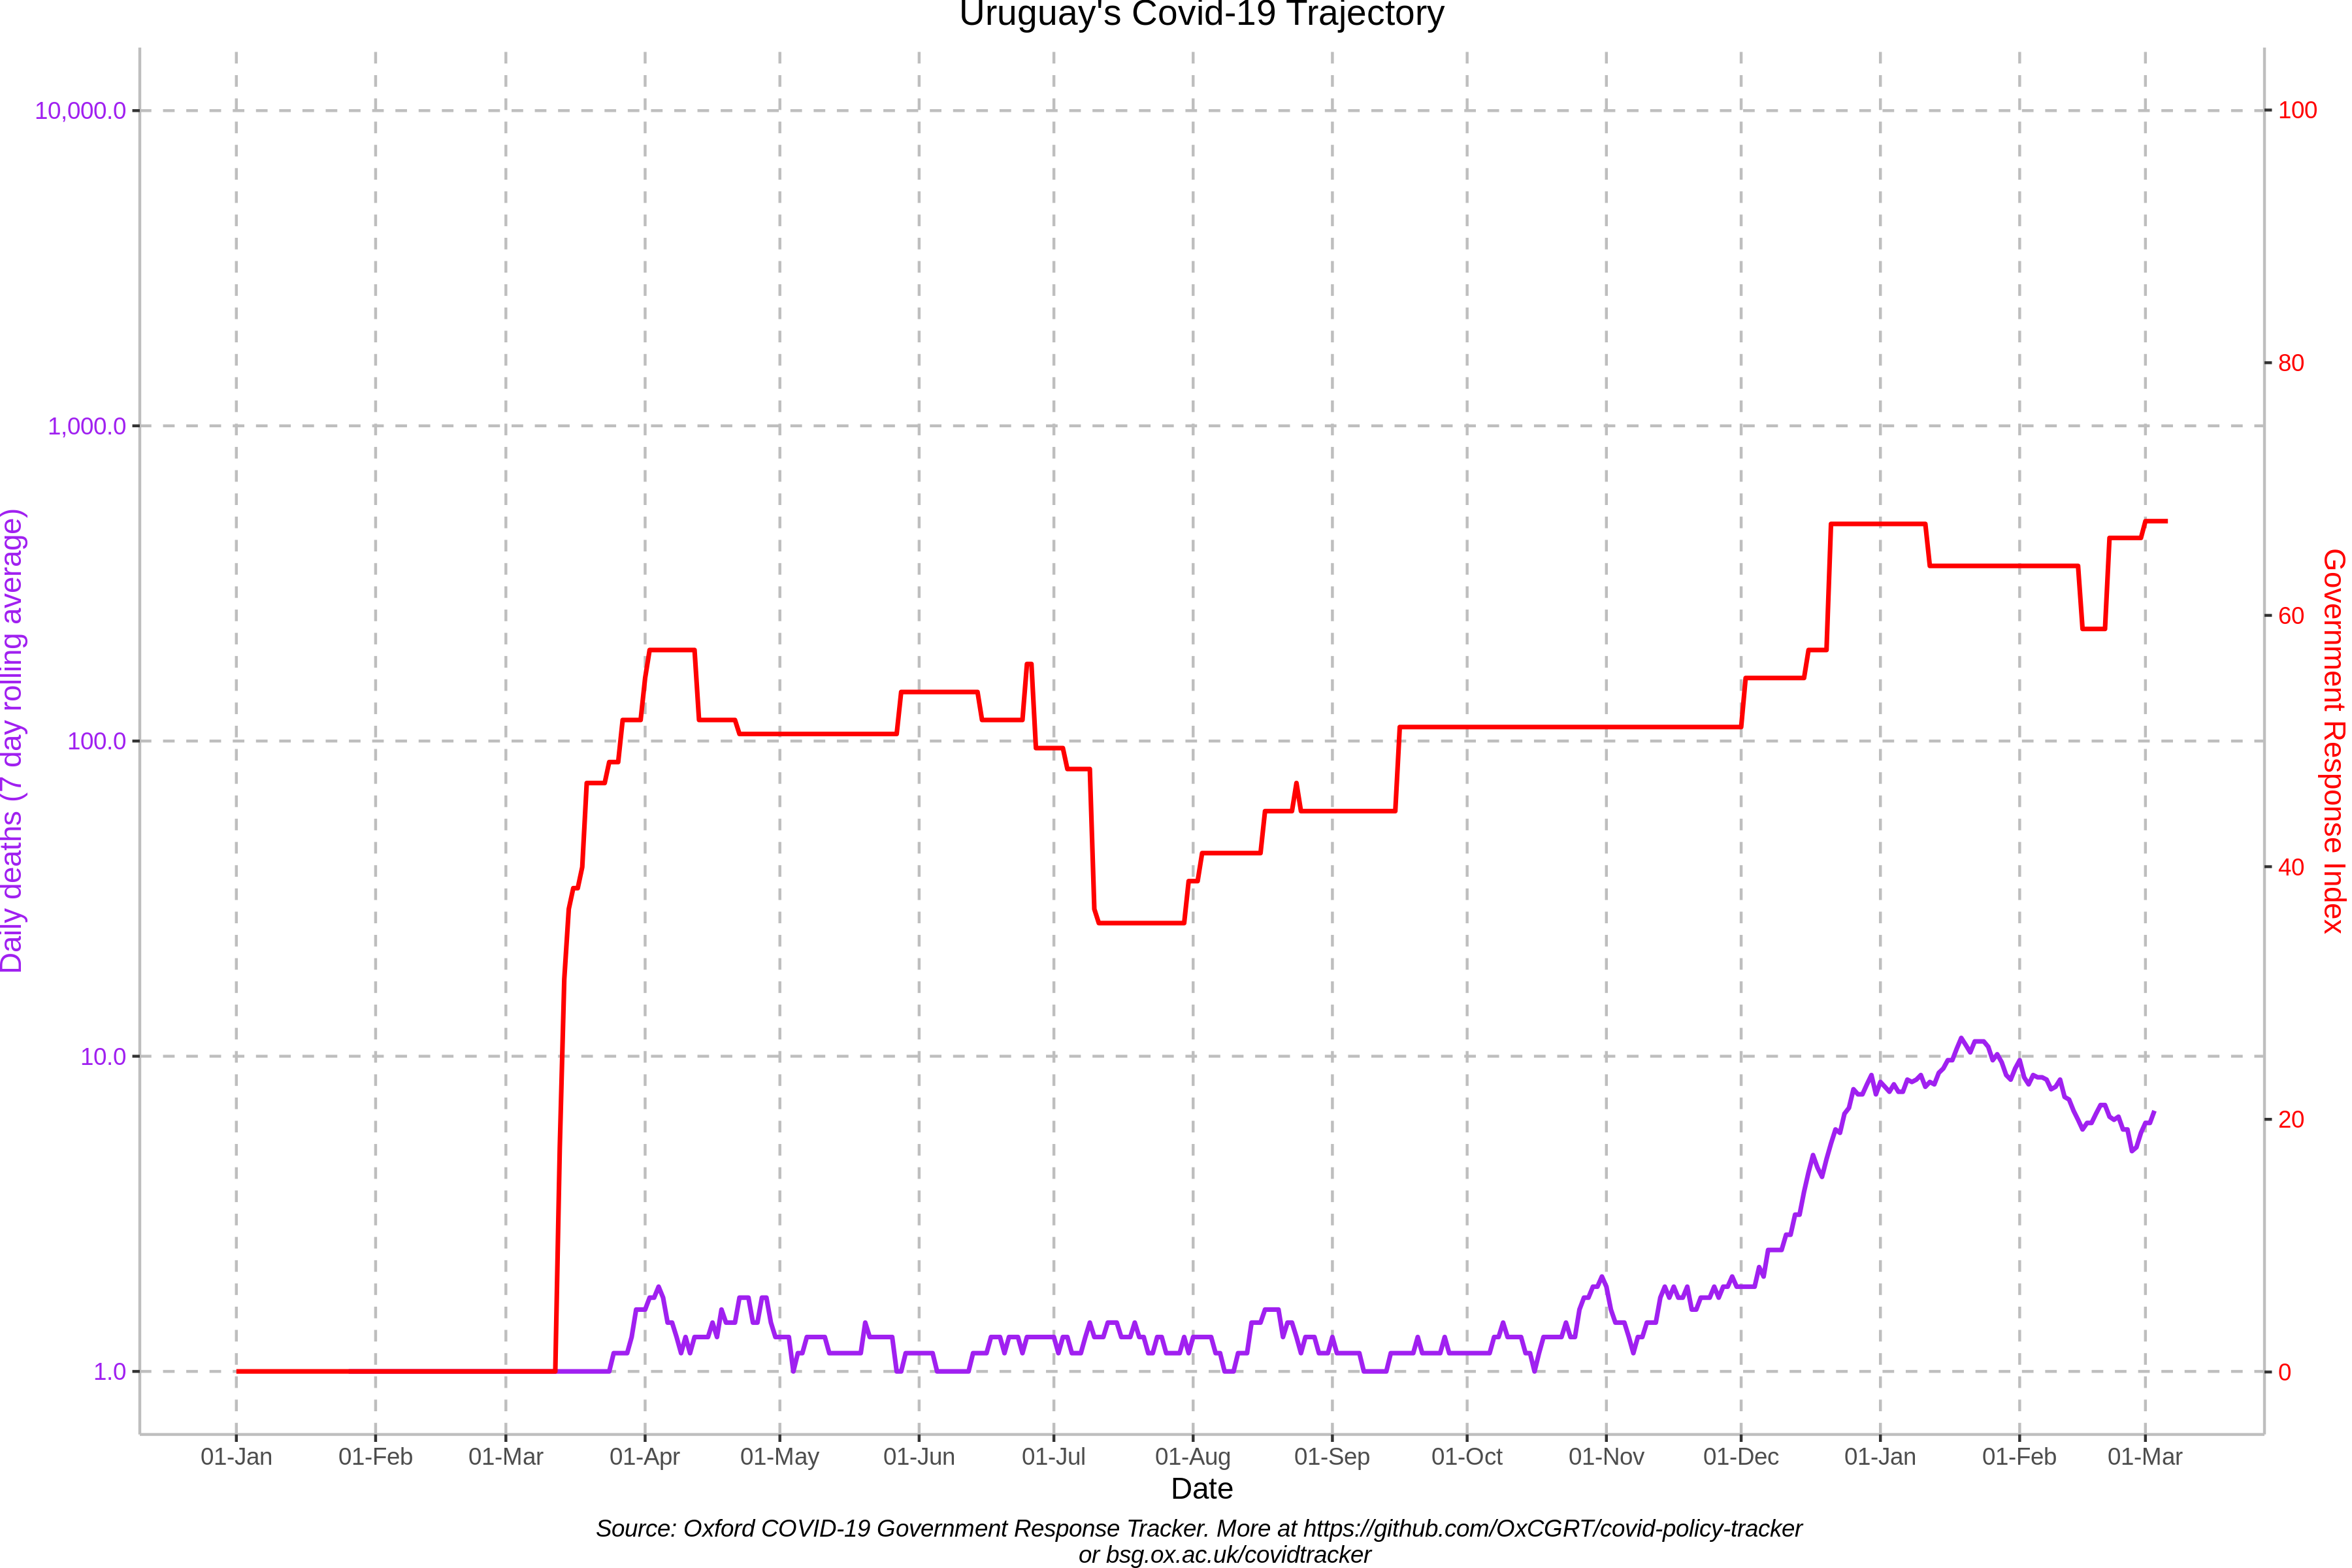 Uruguay's Covid-19 Trajectory
10,000.0
1,000.0
100.0
10.0
1.0
Daily deaths (7 day rolling average)
100
80
60
40
20
0
Government Response Index
01-Jan 01-Feb 01-Mar 01-Apr 01-May 01-Jun 01-Jul 01-Aug 01-Sep 01-Oct 01-Nov 01-Dec 01-Jan 01-Feb 01-Mar
Date
Source: Oxford COVID-19 Government Response Tracker. More at https://github.com/OxCGRT/covid-policy-tracker
or bsg.ox.ac.uk/covidtracker